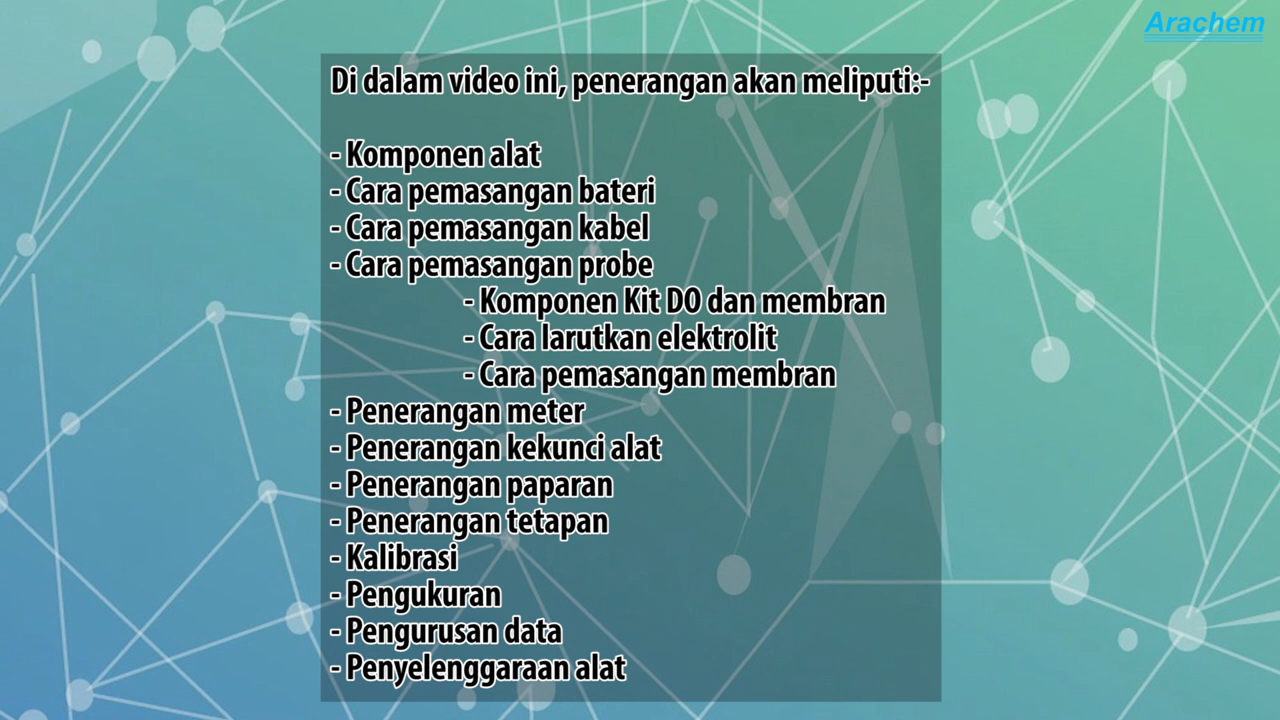 Arachem
Di dalam video ini, penerangan akan meliputi:-
- Komponen alat
- Cara pemasangan bateri
- Cara pemasangan kabel
- Cara pemasangan probe
- Komponen Kit DO dan membran
- Cara larutkan elektrolit
- Cara pemasangan membran
- Penerangan meter
- Penerangan kekunci alat
- Penerangan paparan
- Penerangan tetapan
- Kalibrasi
- Pengukuran
- Pengurusan data
- Penyelenggaraan alat